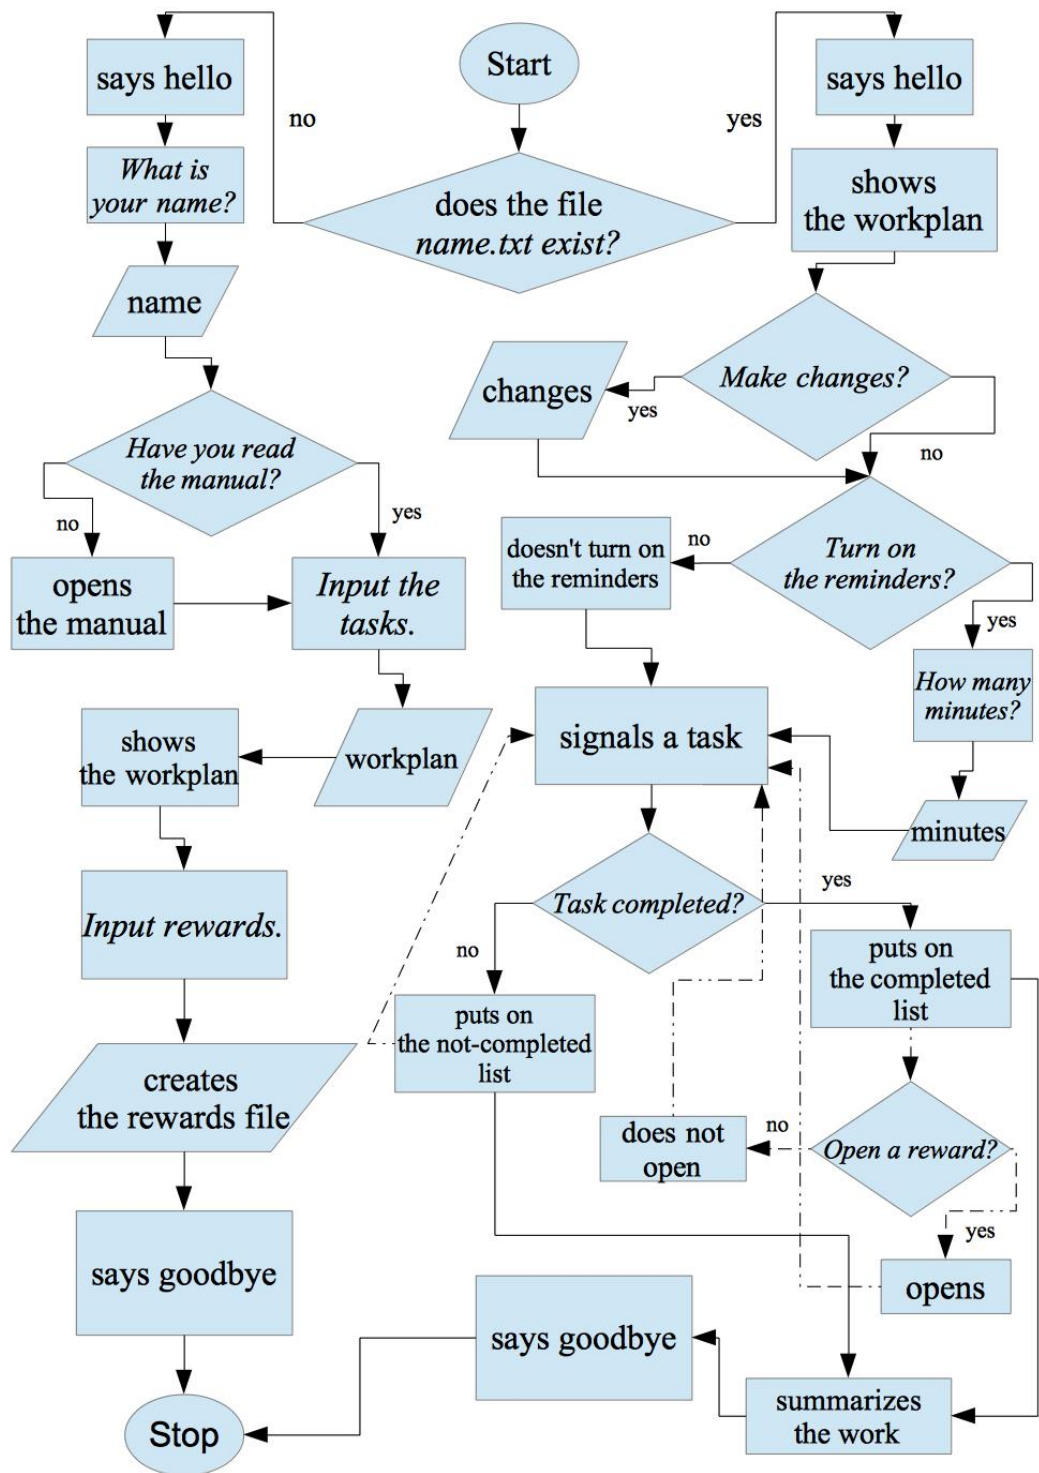 Start
does the file
name.txt exist?
no
says hello
What is
your name?
name
Have you read
the manual?
no
yes
opens
the manual
Input the
tasks.
workplan
shows
the workplan
Input rewards.
creates
the rewards file
says goodbye
Stop
yes
says hello
shows
the workplan
Make changes?
yes
changes
no
Turn on
the reminders?
no
doesn't turn on
the reminders
yes
How many
minutes?
minutes
signals a task
Task completed?
no
puts on
the not-completed
list
yes
puts on
the completed
list
Open a reward?
no
does not
open
yes
opens
summarizes
the work
says goodbye